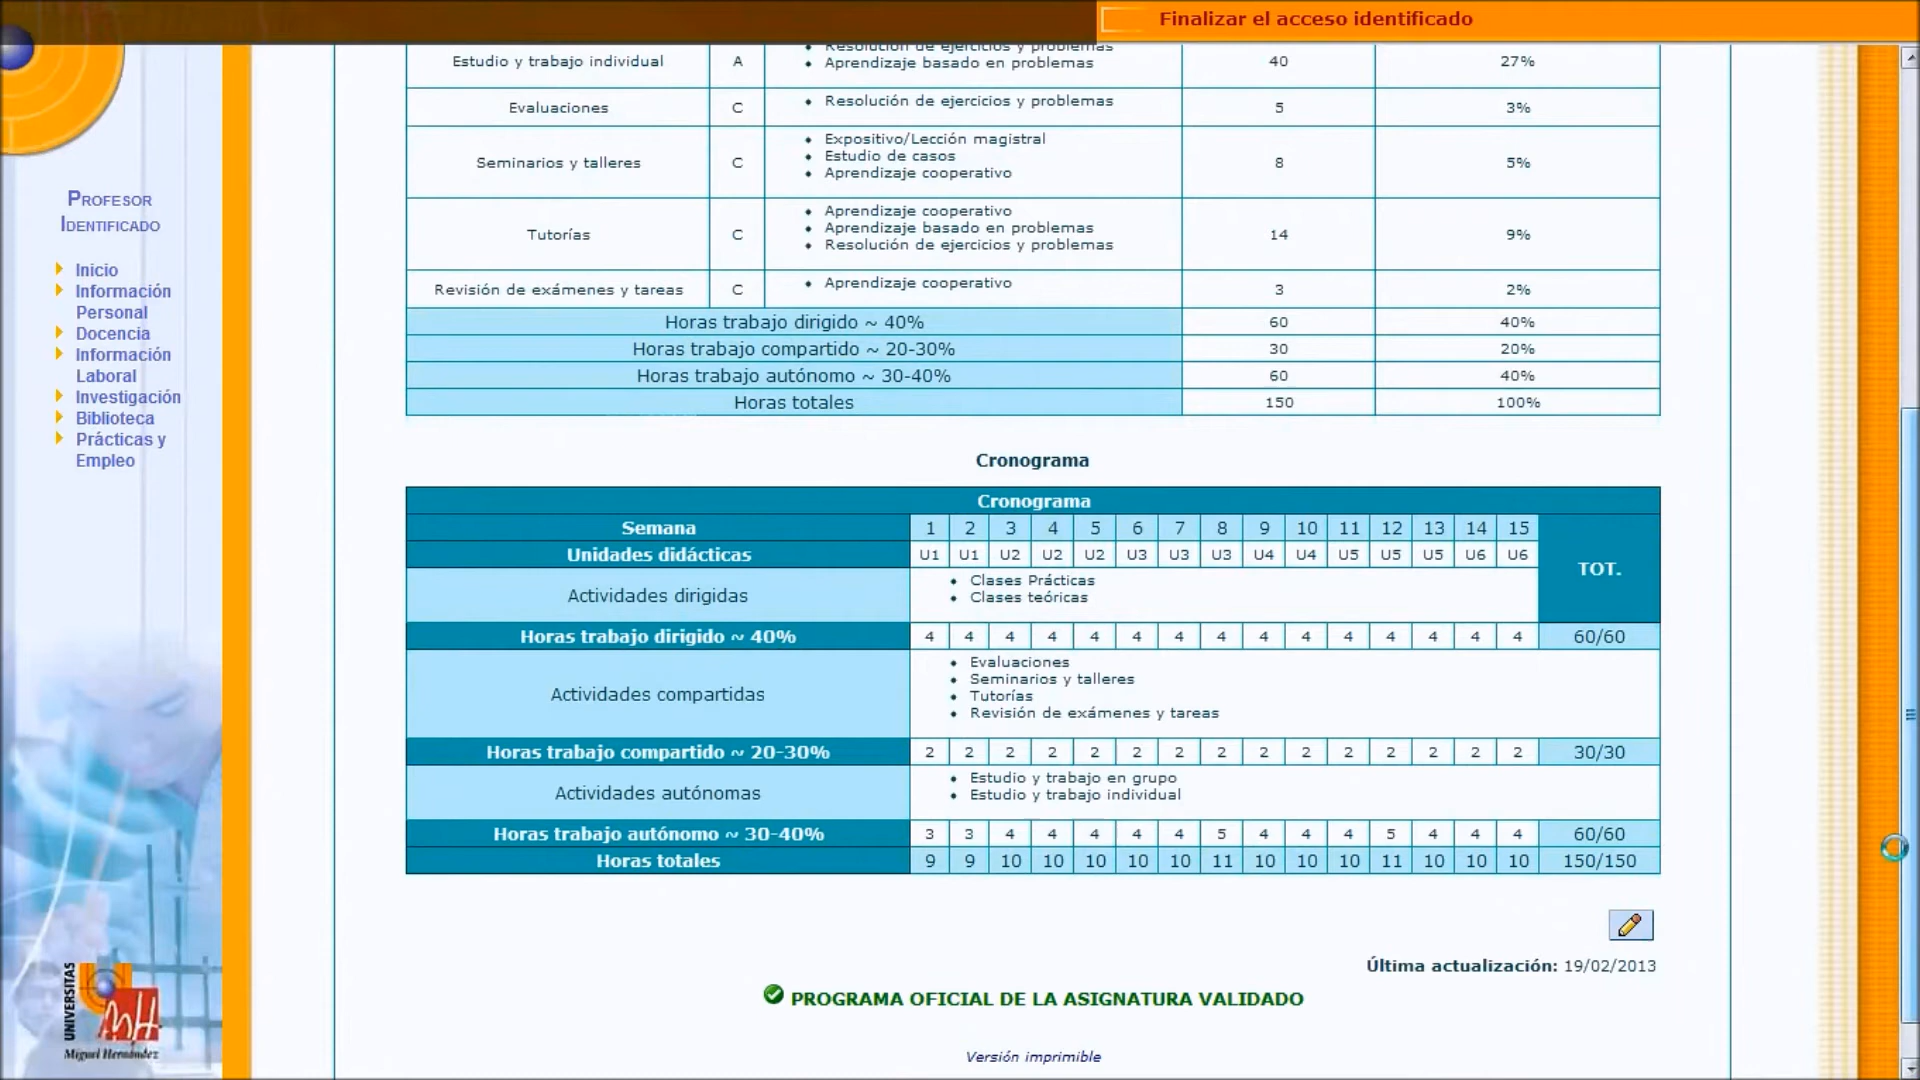 Finalizar el acceso identificado
PROFESOR
IDENTIFICADO
Inicio
Información
Personal
Docencia
Información
Laboral
Investigación
Biblioteca
Prácticas y
Empleo
UNIVERSITAS
Miguel Hernández
Resolución de ejercicios y problemas
Estudio y trabajo individual A Aprendizaje basado en problemas 40 27%
Evaluaciones C Resolución de ejercicios y problemas 5 3%
Expositivo/Lección magistral
Seminarios y talleres C Estudio de casos 8 5%
Aprendizaje cooperativo
Aprendizaje cooperativo
Tutorías C Aprendizaje basado en problemas 14 9%
Resolución de ejercicios y problemas
Revisión de exámenes y tareas C Aprendizaje cooperativo 3 2%
Horas trabajo dirigido ~ 40% 60 40%
Horas trabajo compartido ~ 20-30% 30 20%
Horas trabajo autónomo ~ 30-40% 60 40%
Horas totales 150 100%
Cronograma
Cronograma
Semana 1 2 3 4 5 6 7 8 9 10 11 12 13 14 15 TOT.
Unidades didácticas U1 U1 U2 U2 U2 U3 U3 U3 U4 U4 U5 U5 U5 U6 U6
Actividades dirigidas
Clases Prácticas
Clases teóricas
Horas trabajo dirigido ~ 40% 4 4 4 4 4 4 4 4 4 4 4 4 4 4 4 60/60
Actividades compartidas
Evaluaciones
Seminarios y talleres
Tutorías
Revisión de exámenes y tareas
Horas trabajo compartido ~ 20-30% 2 2 2 2 2 2 2 2 2 2 2 2 2 2 2 30/30
Actividades autónomas
Estudio y trabajo en grupo
Estudio y trabajo individual
Horas trabajo autónomo ~ 30-40% 3 3 4 4 4 4 4 5 4 4 4 5 4 4 4 60/60
Horas totales 9 9 10 10 10 10 10 11 10 10 10 11 10 10 10 150/150
Última actualización: 19/02/2013
PROGRAMA OFICIAL DE LA ASIGNATURA VALIDADO
Versión imprimible